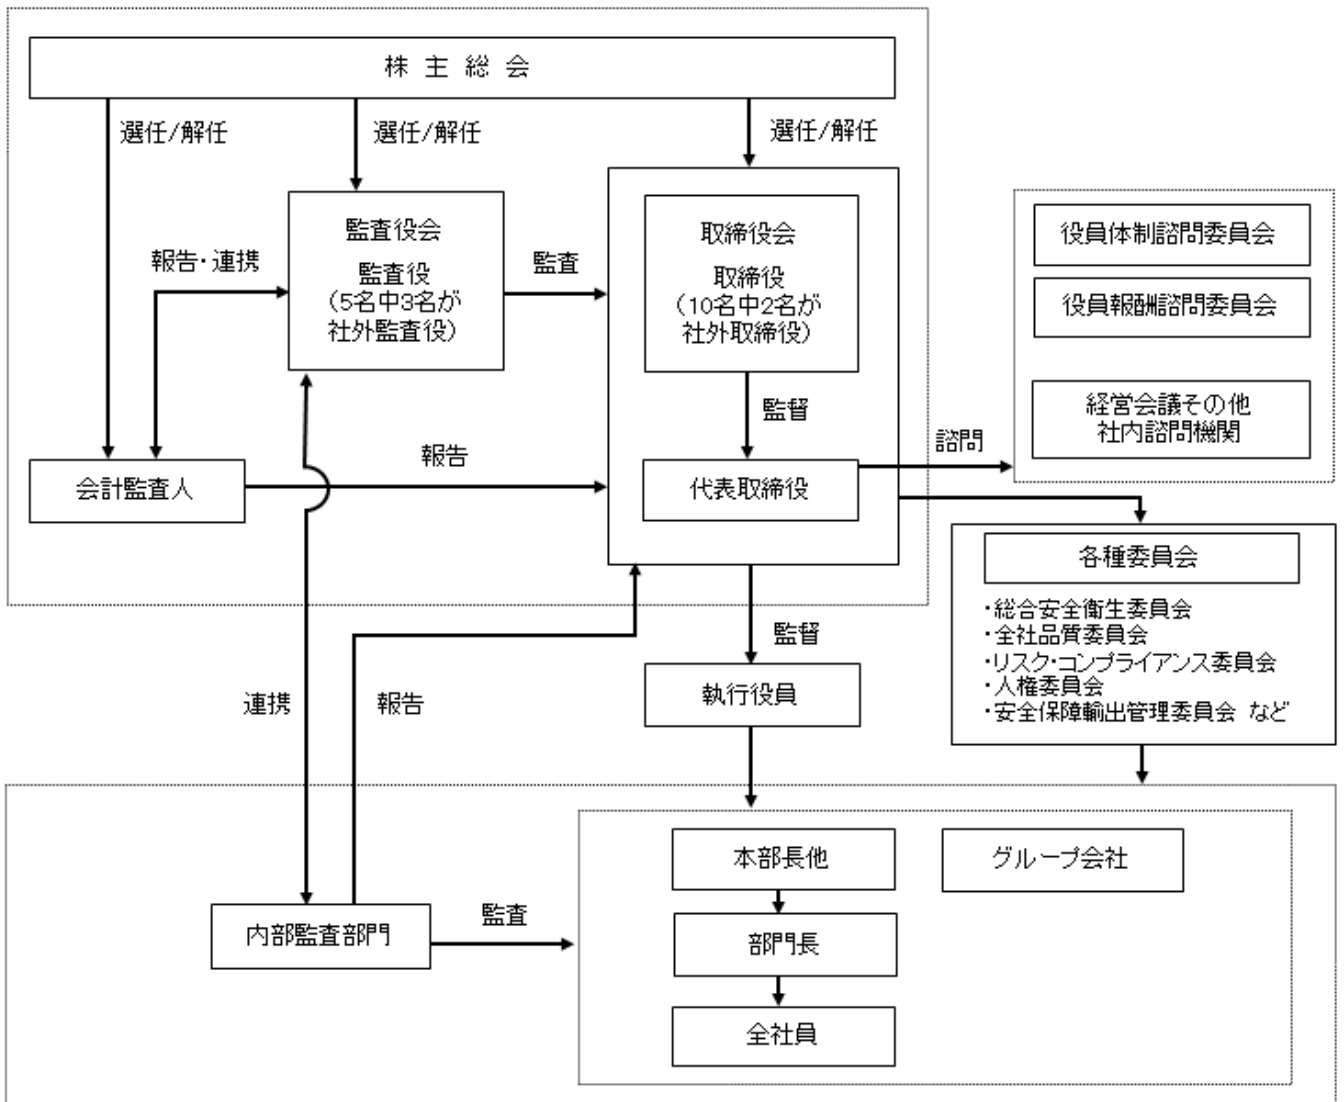 株 主 総 会
選任/解任
選任/解任
選任/解任
監査役会
監査役
（5名中3名が
社外監査役）
報告・連携
監査
取締役会
取締役
（10名中2名が
社外取締役）
監督
代表取締役
会計監査人
報告
諮問
役員体制諮問委員会
役員報酬諮問委員会
経営会議その他
社内諮問機関
各種委員会
・総合安全衛生委員会
・全社品質委員会
・リスク・コンプライアンス委員会
・人権委員会
・安全保障輸出管理委員会 など
監督
執行役員
連携
報告
内部監査部門
監査
本部長他
部門長
全社員
グループ会社